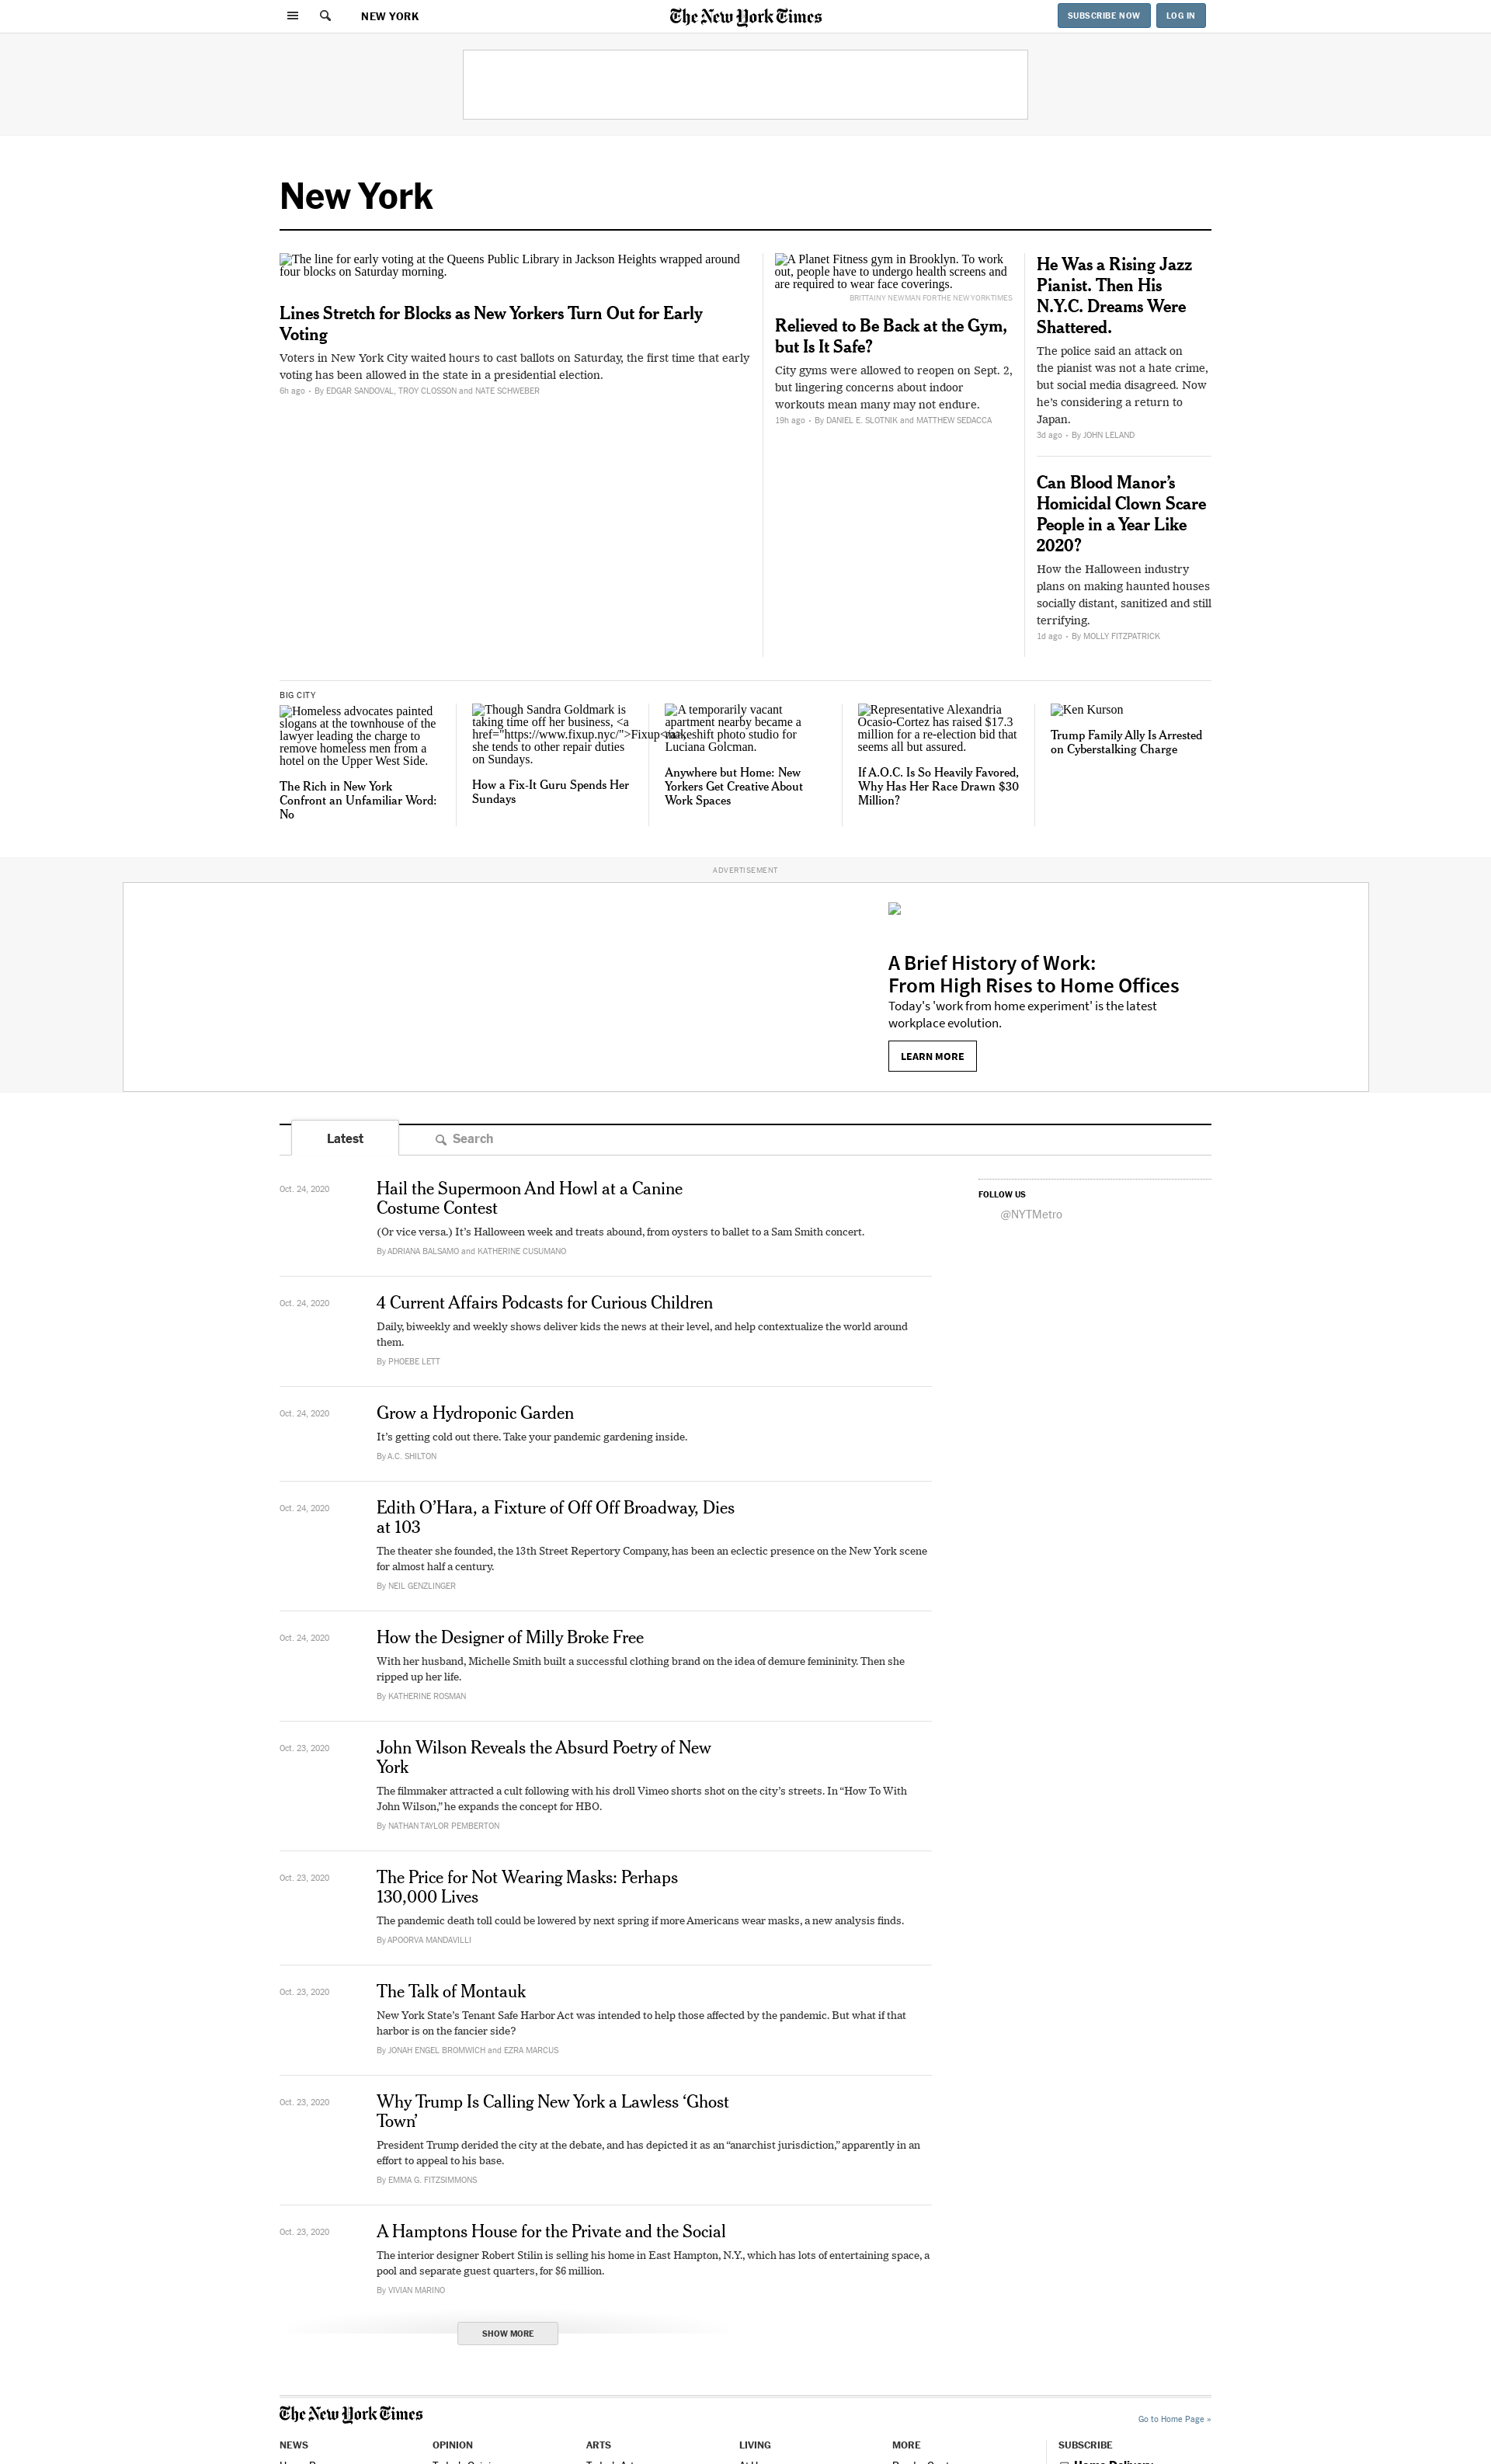 NEW YORK
The New York Times
SUBSCRIBE NOW
LOG IN
New York
The line for early voting at the Queens Public Library in Jackson Heights wrapped around
four blocks on Saturday morning.
Lines Stretch for Blocks as New Yorkers Turn Out for Early
Voting
Voters in New York City waited hours to cast ballots on Saturday, the first time that early
voting has been allowed in the state in a presidential election.
6h ago • By EDGAR SANDOVAL, TROY CLOSSON and NATE SCHWEBER
A Planet Fitness gym in Brooklyn. To work
out, people have to undergo health screens and
are required to wear face coverings.
BRITTAINY NEWMAN FOR THE NEW YORK TIMES
Relieved to Be Back at the Gym,
but Is It Safe?
City gyms were allowed to reopen on Sept. 2,
but lingering concerns about indoor
workouts mean many may not endure.
19h ago • By DANIEL E. SLOTNIK and MATTHEW SEDACCA
He Was a Rising Jazz
Pianist. Then His
N.Y.C. Dreams Were
Shattered.
The police said an attack on
the pianist was not a hate crime,
but social media disagreed. Now
he’s considering a return to
Japan.
3d ago • By JOHN LELAND
Can Blood Manor’s
Homicidal Clown Scare
People in a Year Like
2020?
How the Halloween industry
plans on making haunted houses
socially distant, sanitized and still
terrifying.
1d ago • By MOLLY FITZPATRICK
BIG CITY
Homeless advocates painted
slogans at the townhouse of the
lawyer leading the charge to
remove homeless men from a
hotel on the Upper West Side.
The Rich in New York
Confront an Unfamiliar Word:
No
Though Sandra Goldmark is
taking time off her business, <a
href="https://www.fixup.nyc/">Fixup</a>,
she tends to other repair duties
on Sundays.
How a Fix-It Guru Spends Her
Sundays
A temporarily vacant
apartment nearby became a
makeshift photo studio for
Luciana Golcman.
Anywhere but Home: New
Yorkers Get Creative About
Work Spaces
Representative Alexandria
Ocasio-Cortez has raised $17.3
million for a re-election bid that
seems all but assured.
If A.O.C. Is So Heavily Favored,
Why Has Her Race Drawn $30
Million?
Ken Kurson
Trump Family Ally Is Arrested
on Cyberstalking Charge
ADVERTISEMENT
A Brief History of Work:
From High Rises to Home Offices
Today's 'work from home experiment' is the latest
workplace evolution.
LEARN MORE
Latest
Search
Oct. 24, 2020
Hail the Supermoon And Howl at a Canine
Costume Contest
(Or vice versa.) It’s Halloween week and treats abound, from oysters to ballet to a Sam Smith concert.
By ADRIANA BALSAMO and KATHERINE CUSUMANO
FOLLOW US
@NYTMetro
Oct. 24, 2020
4 Current Affairs Podcasts for Curious Children
Daily, biweekly and weekly shows deliver kids the news at their level, and help contextualize the world around
them.
By PHOEBE LETT
Oct. 24, 2020
Grow a Hydroponic Garden
It’s getting cold out there. Take your pandemic gardening inside.
By A.C. SHILTON
Oct. 24, 2020
Edith O’Hara, a Fixture of Off Off Broadway, Dies
at 103
The theater she founded, the 13th Street Repertory Company, has been an eclectic presence on the New York scene
for almost half a century.
By NEIL GENZLINGER
Oct. 24, 2020
How the Designer of Milly Broke Free
With her husband, Michelle Smith built a successful clothing brand on the idea of demure femininity. Then she
ripped up her life.
By KATHERINE ROSMAN
Oct. 23, 2020
John Wilson Reveals the Absurd Poetry of New
York
The filmmaker attracted a cult following with his droll Vimeo shorts shot on the city’s streets. In “How To With
John Wilson,” he expands the concept for HBO.
By NATHAN TAYLOR PEMBERTON
Oct. 23, 2020
The Price for Not Wearing Masks: Perhaps
130,000 Lives
The pandemic death toll could be lowered by next spring if more Americans wear masks, a new analysis finds.
By APOORVA MANDAVILLI
Oct. 23, 2020
The Talk of Montauk
New York State’s Tenant Safe Harbor Act was intended to help those affected by the pandemic. But what if that
harbor is on the fancier side?
By JONAH ENGEL BROMWICH and EZRA MARCUS
Oct. 23, 2020
Why Trump Is Calling New York a Lawless ‘Ghost
Town’
President Trump derided the city at the debate, and has depicted it as an “anarchist jurisdiction,” apparently in an
effort to appeal to his base.
By EMMA G. FITZSIMMONS
Oct. 23, 2020
A Hamptons House for the Private and the Social
The interior designer Robert Stilin is selling his home in East Hampton, N.Y., which has lots of entertaining space, a
pool and separate guest quarters, for $6 million.
By VIVIAN MARINO
SHOW MORE
The New York Times
Go to Home Page »
NEWS
OPINION
ARTS
LIVING
MORE
SUBSCRIBE